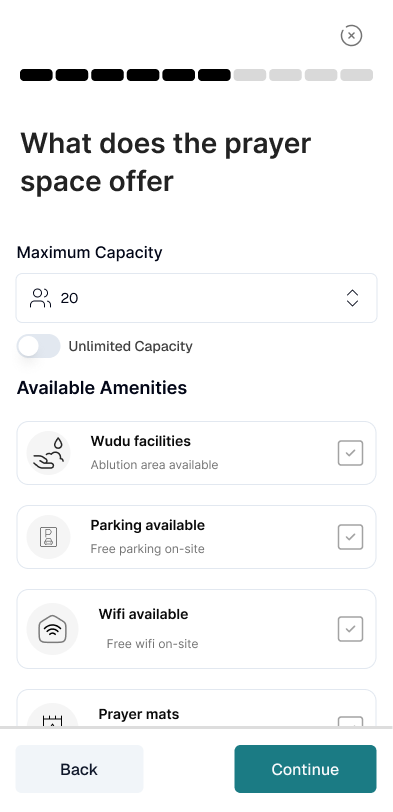 What does the prayer
space offer
Maximum Capacity
20
Unlimited Capacity
Available Amenities
Wudu facilities
Ablution area available
P
Parking available
Free parking on-site
Wifi available
Free wifi on-site
Prayer mats
Back
Continue